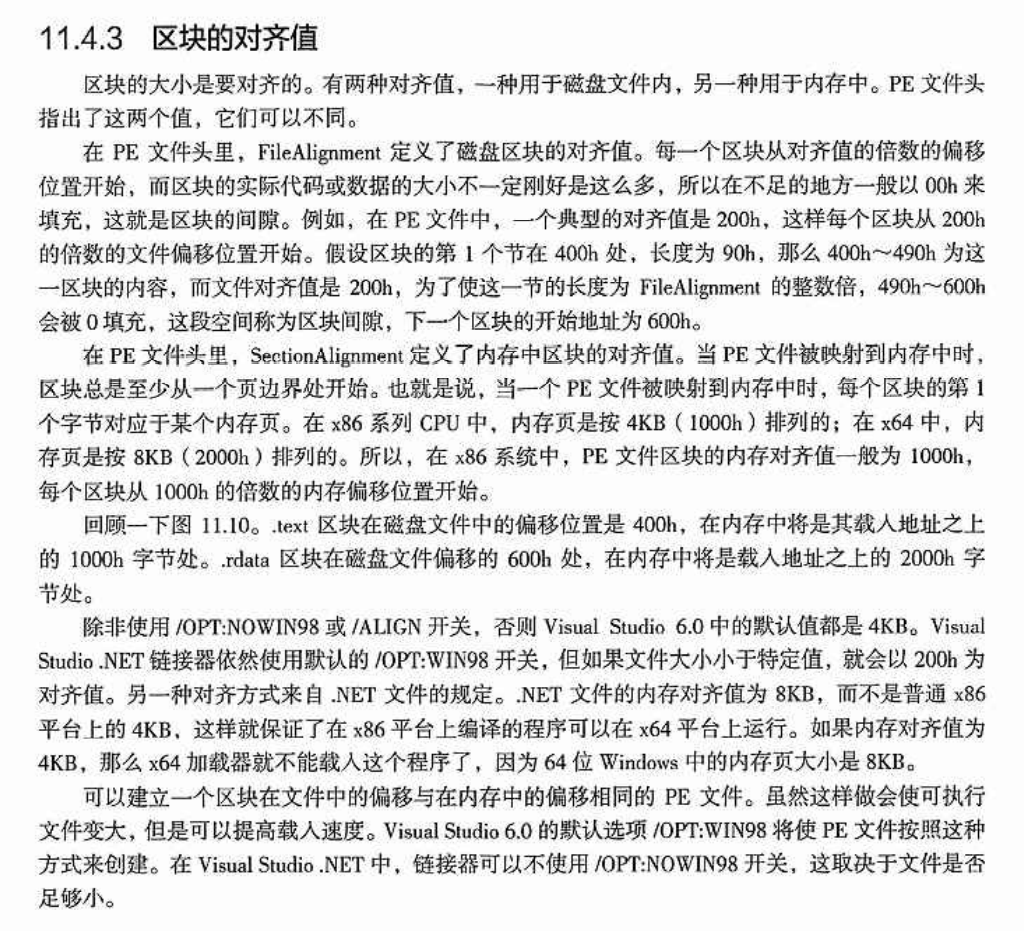 11.4.3 区块的对齐值
区块的大小是要对齐的。有两种对齐值，一种用于磁盘文件内，另一种用于内存中。PE 文件头
指出了这两个值，它们可以不同。
在 PE 文件头里，FileAlignment 定义了磁盘区块的对齐值。每一个区块从对齐值的倍数的偏移
位置开始，而区块的实际代码或数据的大小不一定刚好是这么多，所以在不足的地方一般以 00h 来
填充，这就是区块的间隙。例如，在 PE 文件中，一个典型的对齐值是 200h，这样每个区块从 200h
的倍数的文件偏移位置开始。假设区块的第 1 个节在 400h 处，长度为 90h，那么 400h～490h 为这
一区块的内容，而文件对齐值是 200h，为了使这一节的长度为 FileAlignment 的整数倍，490h～600h
会被 0 填充，这段空间称为区块间隙，下一个区块的开始地址为 600h。
在 PE 文件头里，SectionAlignment 定义了内存中区块的对齐值。当 PE 文件被映射到内存中时，
区块总是至少从一个页边界处开始。也就是说，当一个 PE 文件被映射到内存中时，每个区块的第 1
个字节对应于某个内存页。在 x86 系列 CPU 中，内存页是按 4KB（1000h）排列的；在 x64 中，内
存页是按 8KB（2000h）排列的。所以，在 x86 系统中，PE 文件区块的内存对齐值一般为 1000h，
每个区块从 1000h 的倍数的内存偏移位置开始。
回顾一下图 11.10。.text 区块在磁盘文件中的偏移位置是 400h，在内存中将是其载入地址之上
的 1000h 字节处。.rdata 区块在磁盘文件偏移的 600h 处，在内存中将是载入地址之上的 2000h 字
节处。
除非使用 /OPT:NOWIN98 或 /ALIGN 开关，否则 Visual Studio 6.0 中的默认值都是 4KB。Visual
Studio .NET 链接器依然使用默认的 /OPT:WIN98 开关，但如果文件大小小于特定值，就会以 200h 为
对齐值。另一种对齐方式来自 .NET 文件的规定。.NET 文件的内存对齐值为 8KB，而不是普通 x86
平台上的 4KB，这样就保证了在 x86 平台上编译的程序可以在 x64 平台上运行。如果内存对齐值为
4KB，那么 x64 加载器就不能载入这个程序了，因为 64 位 Windows 中的内存页大小是 8KB。
可以建立一个区块在文件中的偏移与在内存中的偏移相同的 PE 文件。虽然这样做会使可执行
文件变大，但是可以提高载入速度。Visual Studio 6.0 的默认选项 /OPT:WIN98 将使 PE 文件按照这种
方式来创建。在 Visual Studio .NET 中，链接器可以不使用 /OPT:NOWIN98 开关，这取决于文件是否
足够小。